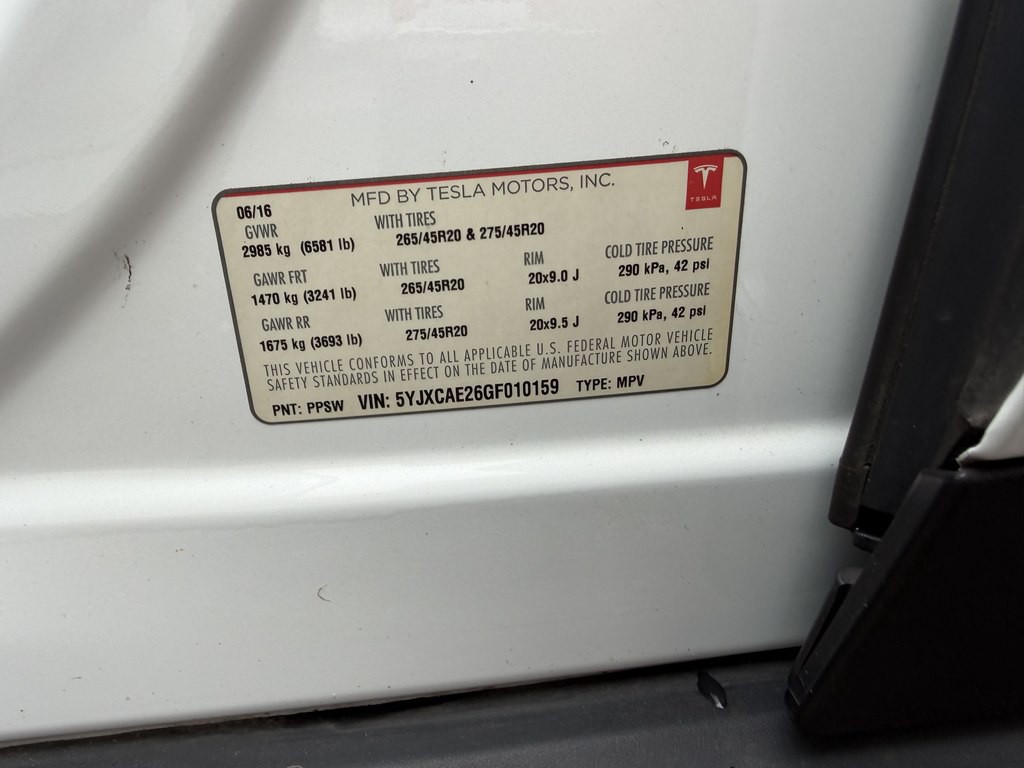 MFD BY TESLA MOTORS, INC.
TESLA
06/16
GVWR WITH TIRES
2985 kg (6581 lb) 265/45R20 & 275/45R20
GAWR FRT WITH TIRES RIM COLD TIRE PRESSURE
1470 kg (3241 lb) 265/45R20 20x9.0 J 290 kPa, 42 psi
GAWR RR WITH TIRES RIM COLD TIRE PRESSURE
1675 kg (3693 lb) 275/45R20 20x9.5 J 290 kPa, 42 psi
THIS VEHICLE CONFORMS TO ALL APPLICABLE U.S. FEDERAL MOTOR VEHICLE
SAFETY STANDARDS IN EFFECT ON THE DATE OF MANUFACTURE SHOWN ABOVE.
PNT: PPSW VIN: 5YJXCAE26GF010159 TYPE: MPV